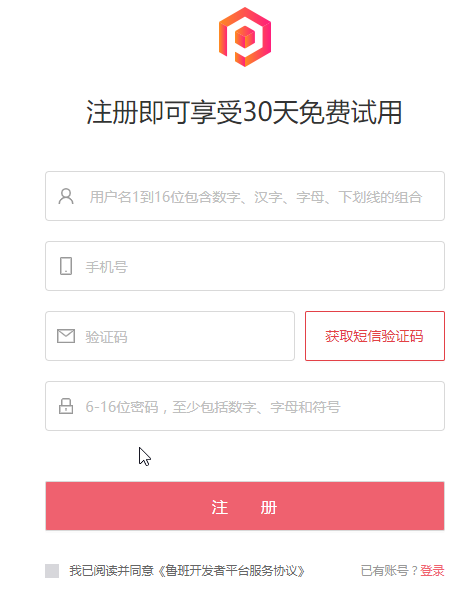 注册即可享受30天免费试用
用户名1到16位包含数字、汉字、字母、下划线的组合
手机号
验证码 获取短信验证码
6-16位密码，至少包括数字、字母和符号
注 册
我已阅读并同意《鲁班开发者平台服务协议》 已有账号？登录